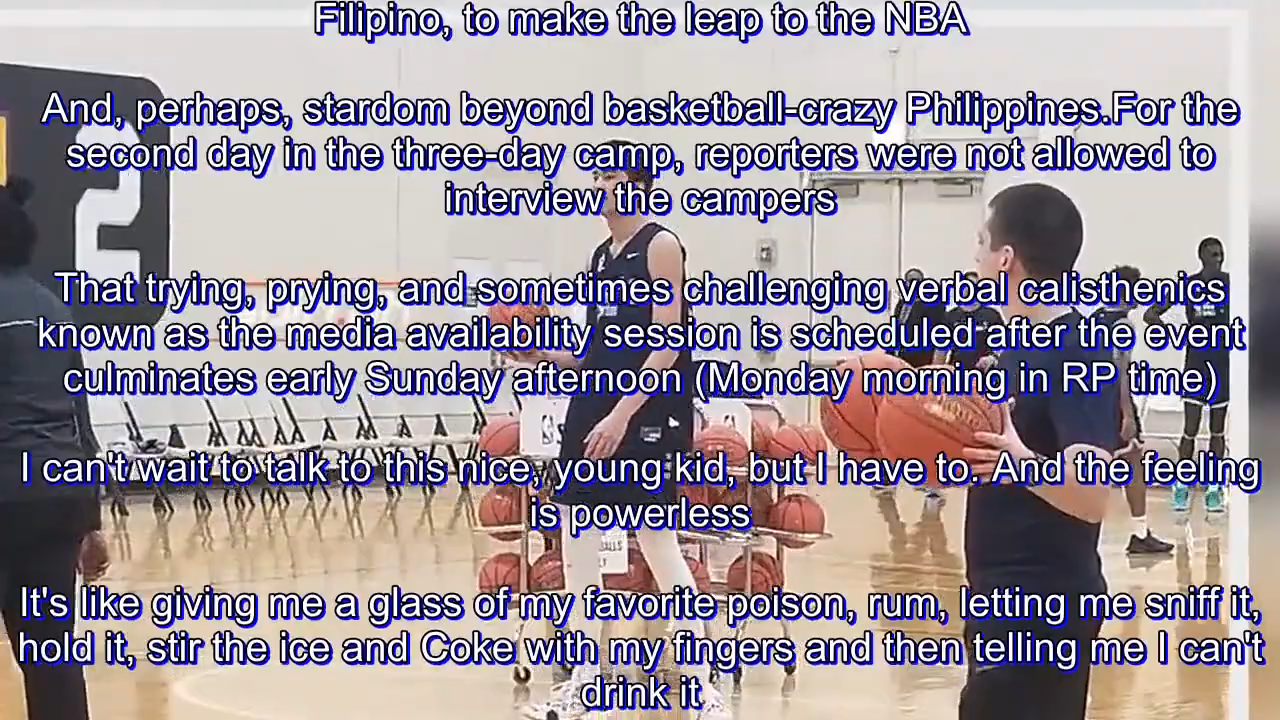 Filipino, to make the leap to the NBA
And, perhaps, stardom beyond basketball-crazy Philippines.For the
second day in the three-day camp, reporters were not allowed to
interview the campers
That trying, prying, and sometimes challenging verbal calisthenics
known as the media availability session is scheduled after the event
culminates early Sunday afternoon (Monday morning in RP time)
I can't wait to talk to this nice, young kid, but I have to. And the feeling
is powerless
It's like giving me a glass of my favorite poison, rum, letting me sniff it,
hold it, stir the ice and Coke with my fingers and then telling me I can't
drink it
2